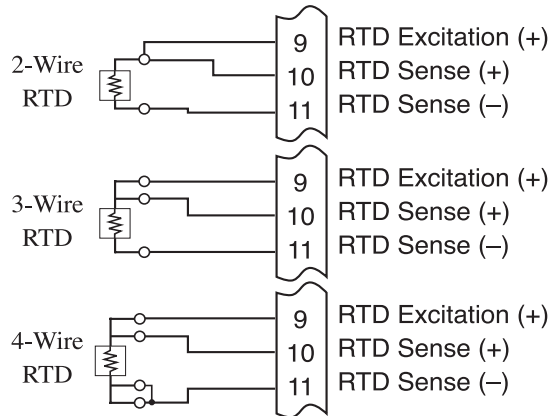 2-Wire
RTD
9 RTD Excitation (+)
10 RTD Sense (+)
11 RTD Sense (–)
3-Wire
RTD
9 RTD Excitation (+)
10 RTD Sense (+)
11 RTD Sense (–)
4-Wire
RTD
9 RTD Excitation (+)
10 RTD Sense (+)
11 RTD Sense (–)